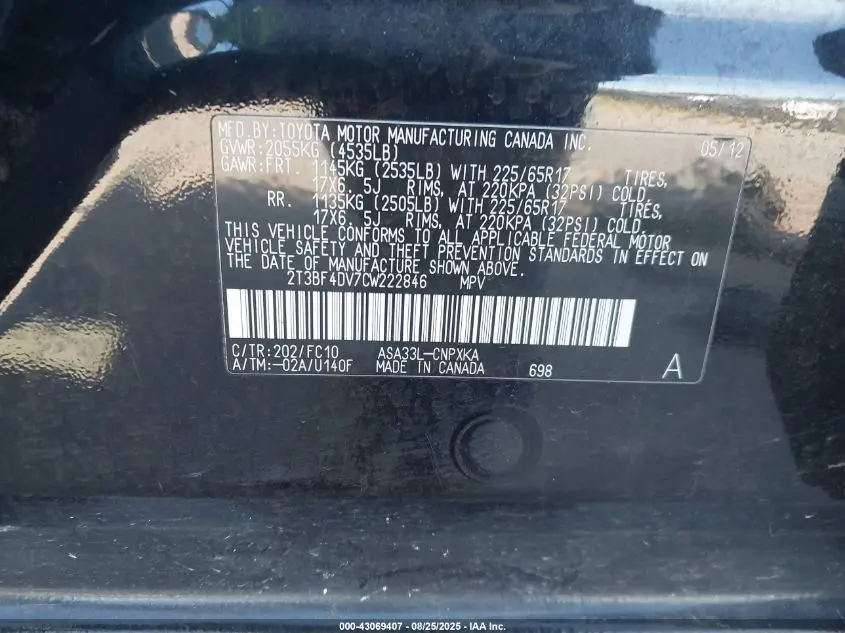 MFD.BY:TOYOTA MOTOR MANUFACTURING CANADA INC. 05/12
GVWR:2055KG (4535LB)
GAWR:FRT. 1145KG (2535LB) WITH 225/65R17 TIRES,
17X6.5J RIMS, AT 220KPA (32PSI) COLD.
RR. 1135KG (2505LB) WITH 225/65R17 TIRES,
17X6.5J RIMS, AT 220KPA (32PSI) COLD.
THIS VEHICLE CONFORMS TO ALL APPLICABLE FEDERAL MOTOR
VEHICLE SAFETY AND THEFT PREVENTION STANDARDS IN EFFECT ON
THE DATE OF MANUFACTURE SHOWN ABOVE.
2T3BF4DV7CW222846 MPV
C/TR:202/FC10 ASA33L-CNPXKA
A/TM:-02A/U140F MADE IN CANADA 698 A
000-43069407 - 08/25/2025 - IAA Inc.